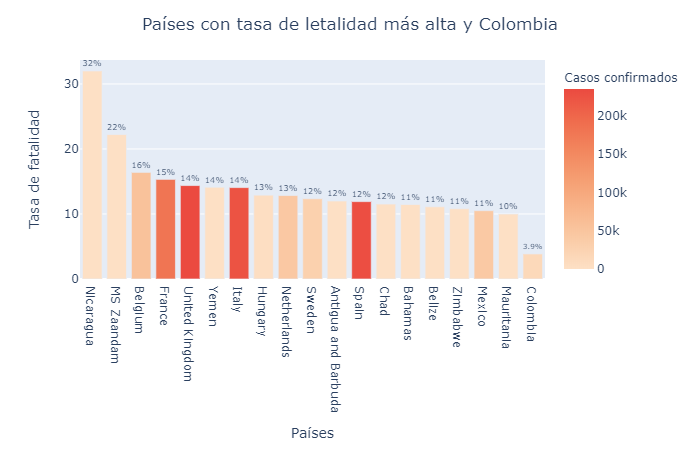 Países con tasa de letalidad más alta y Colombia
Casos confirmados
Tasa de fatalidad
30
20
10
0
32%
22%
16%
15%
14%
14%
14%
13%
13%
12%
12%
12%
12%
11%
11%
11%
11%
10%
3.9%
200k
150k
100k
50k
0
Nicaragua
MS Zaandam
Belgium
France
United Kingdom
Yemen
Italy
Hungary
Netherlands
Sweden
Antigua and Barbuda
Spain
Chad
Bahamas
Belize
Zimbabwe
Mexico
Mauritania
Colombia
Países